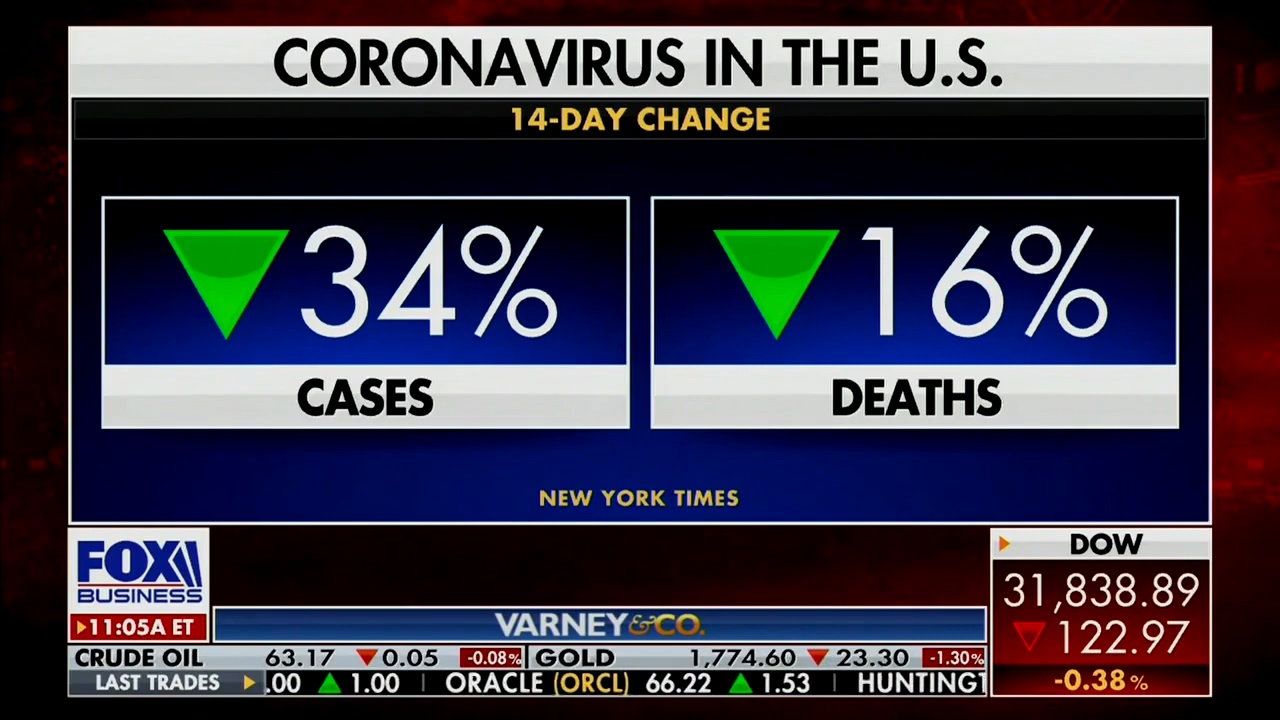 CORONAVIRUS IN THE U.S.
14-DAY CHANGE
34%
CASES
16%
DEATHS
NEW YORK TIMES
FOX BUSINESS
11:05A ET
VARNEY & CO.
DOW
31,838.89
122.97
-0.38%
CRUDE OIL 63.17 0.05 -0.08% GOLD 1,774.60 23.30 -1.30%
LAST TRADES .00 1.00 ORACLE (ORCL) 66.22 1.53 HUNTINGT